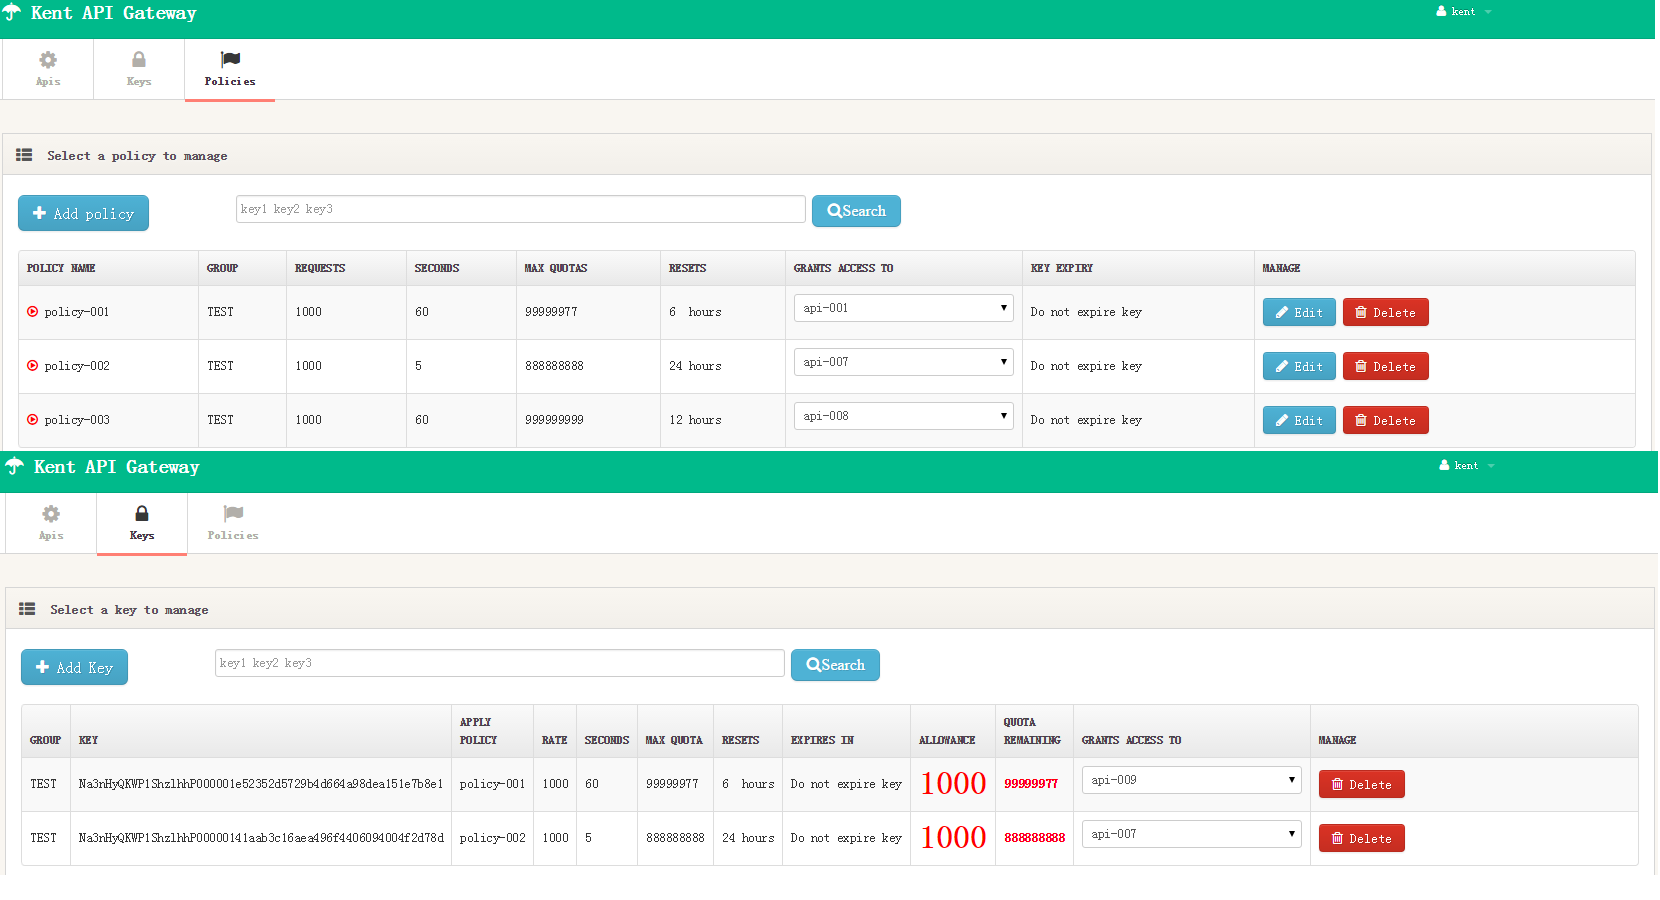 Kent API Gateway kent
Apis Keys Policies
Select a policy to manage
Add policy key1 key2 key3 Search
POLICY NAME GROUP REQUESTS SECONDS MAX QUOTAS RESETS GRANTS ACCESS TO KEY EXPIRY MANAGE
policy-001 TEST 1000 60 99999977 6 hours api-001 Do not expire key Edit Delete
policy-002 TEST 1000 5 888888888 24 hours api-007 Do not expire key Edit Delete
policy-003 TEST 1000 60 999999999 12 hours api-008 Do not expire key Edit Delete
Kent API Gateway kent
Apis Keys Policies
Select a key to manage
Add Key key1 key2 key3 Search
GROUP KEY APPLY POLICY RATE SECONDS MAX QUOTA RESETS EXPIRES IN ALLOWANCE QUOTA REMAINING GRANTS ACCESS TO MANAGE
TEST Na3nHyQKWP1ShzlhhP000001e52352d5729b4d664a98dea151e7b8e1 policy-001 1000 60 99999977 6 hours Do not expire key 1000 99999977 api-009 Delete
TEST Na3nHyQKWP1ShzlhhP00000141aab3c16aea496f4406094004f2d78d policy-002 1000 5 888888888 24 hours Do not expire key 1000 888888888 api-007 Delete